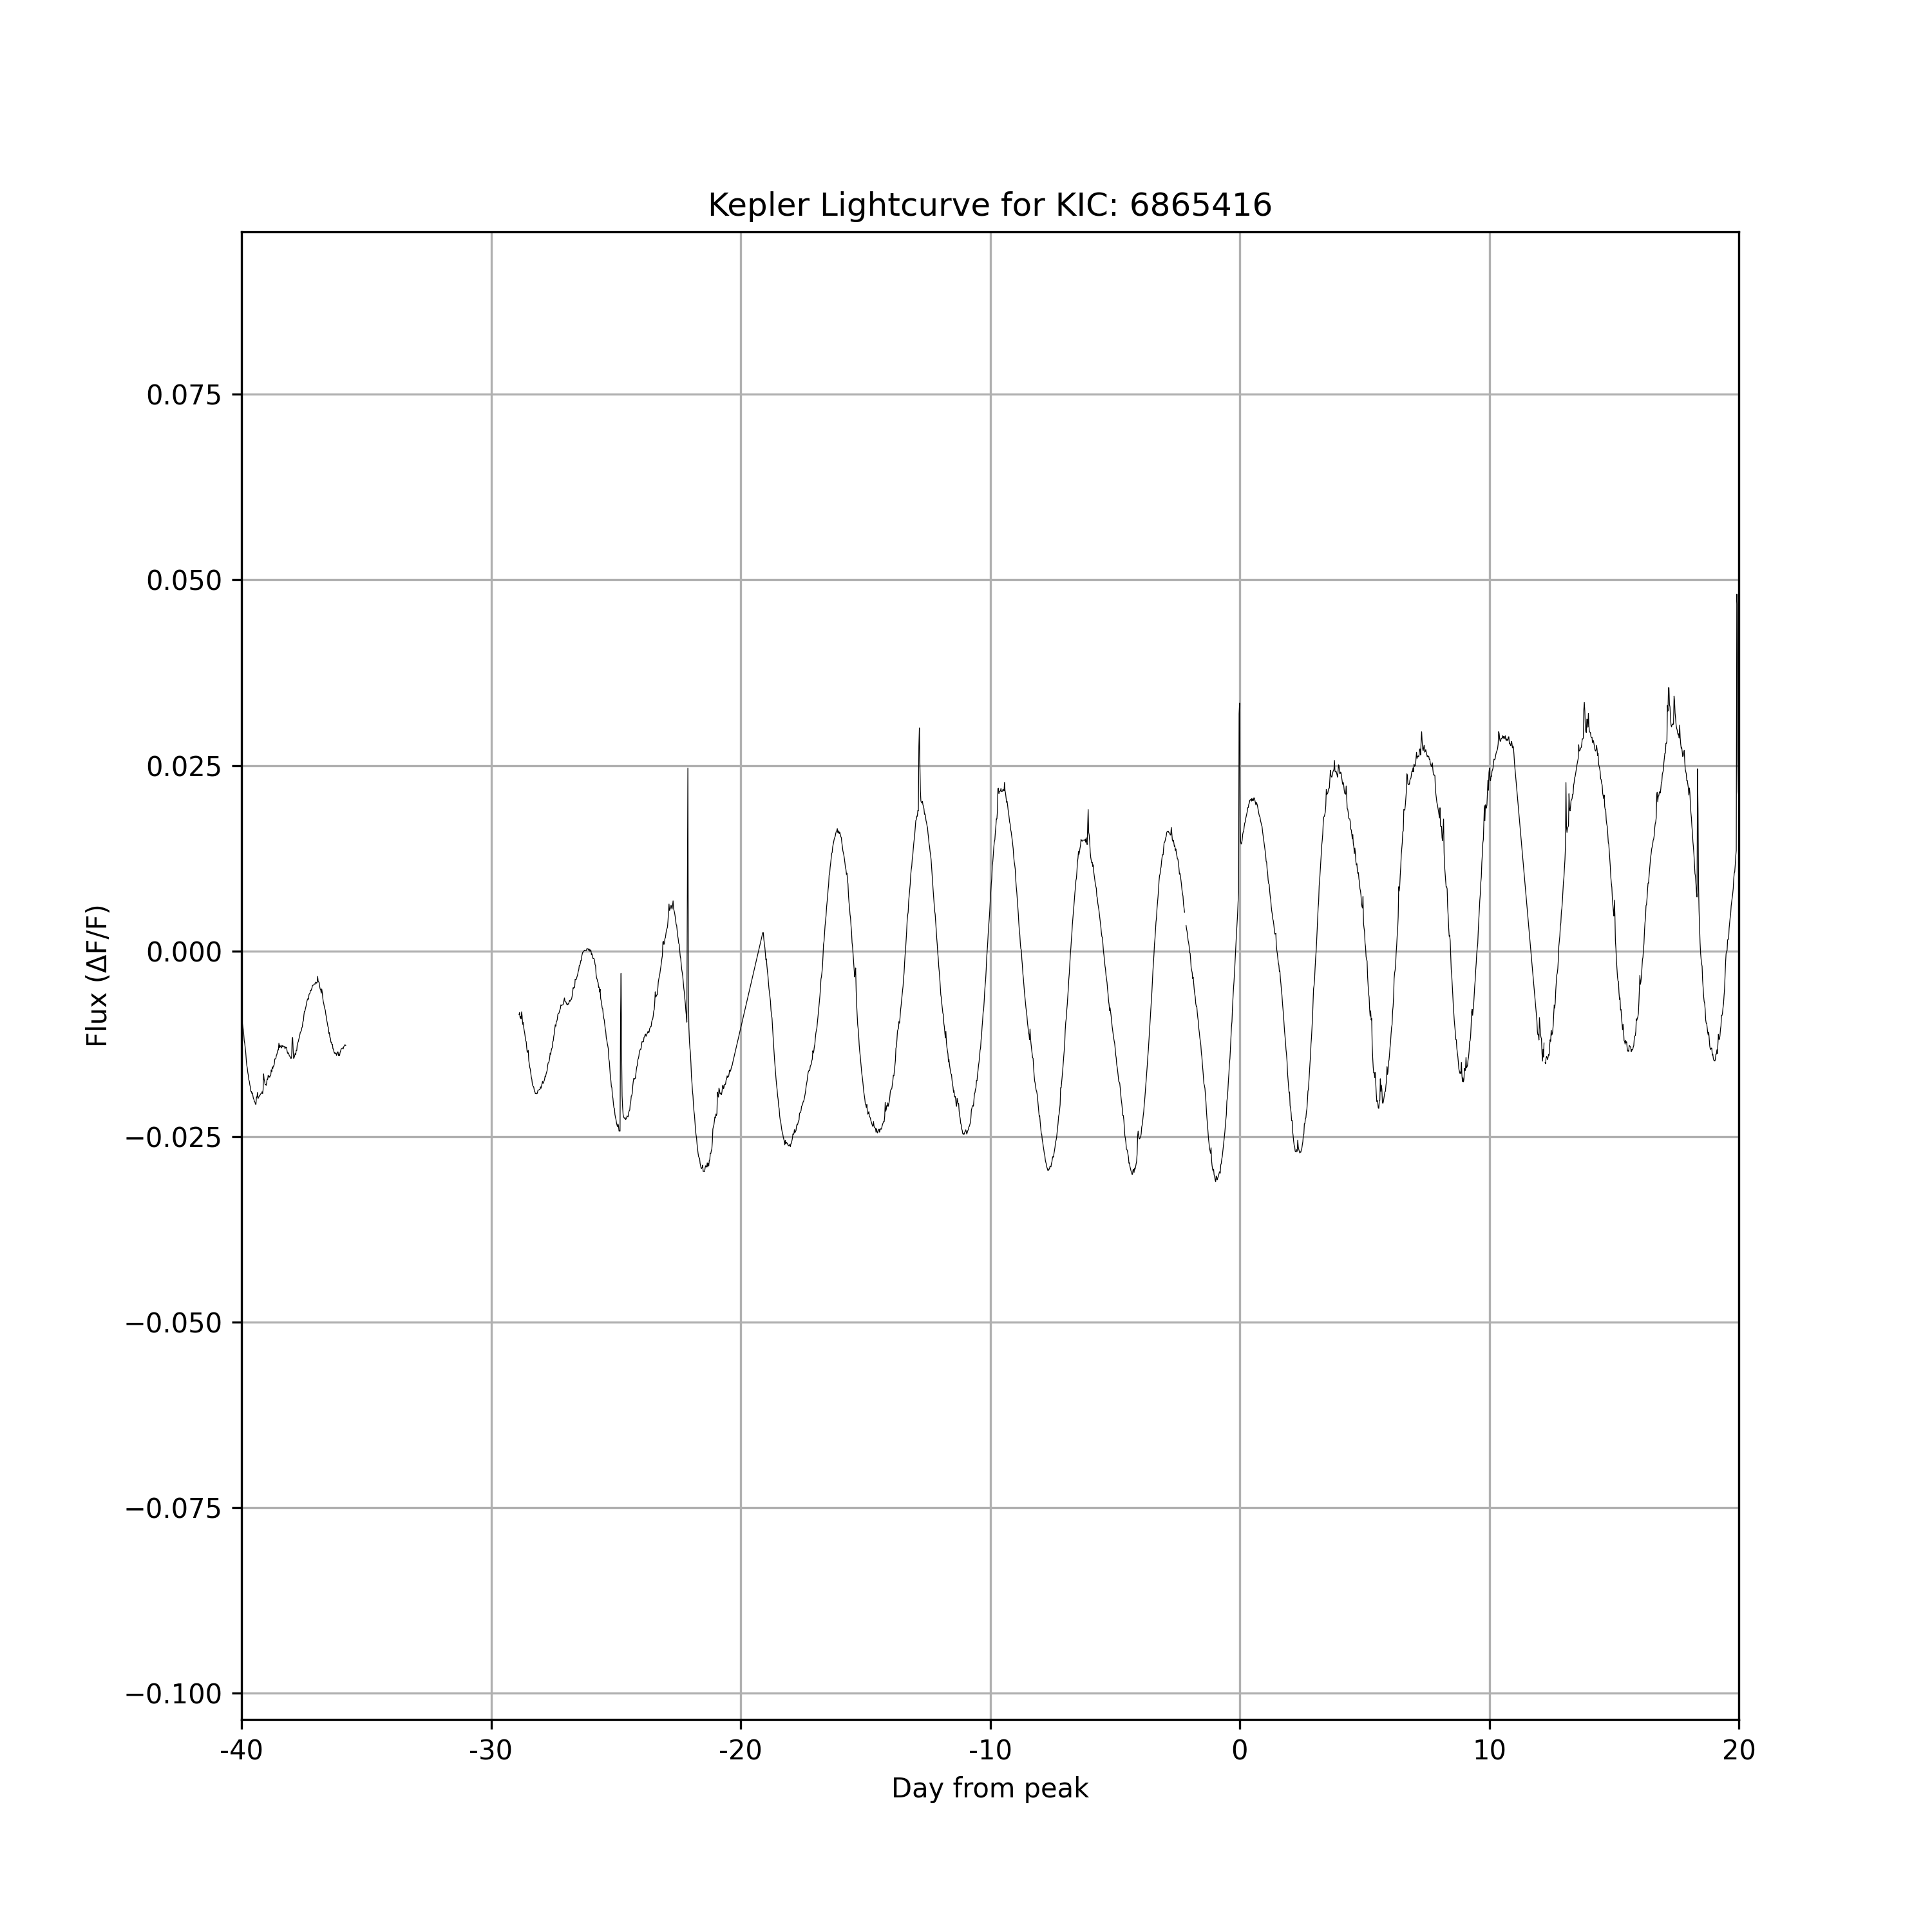 Kepler Lightcurve for KIC: 6865416
0.075
0.050
0.025
0.000
−0.025
−0.050
−0.075
−0.100
Flux (ΔF/F)
-40 -30 -20 -10 0 10 20
Day from peak